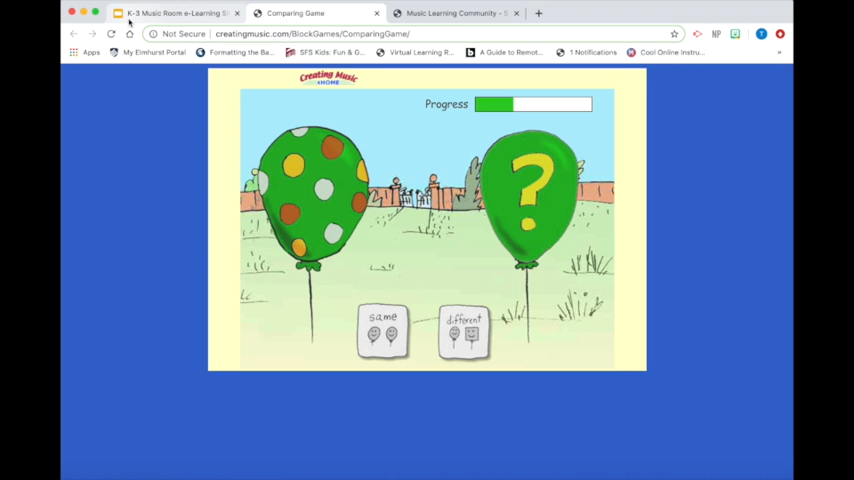 K-3 Music Room e-Learning Sl
Comparing Game
Music Learning Community - S
Not Secure
creatingmusic.com/BlockGames/ComparingGame/
NP
T
Apps
My Elmhurst Portal
Formatting the Ba...
SFS Kids: Fun & G...
Virtual Learning R...
A Guide to Remot...
1 Notifications
Cool Online Instru...
Creating Music
@HOME
Progress
?
same
different